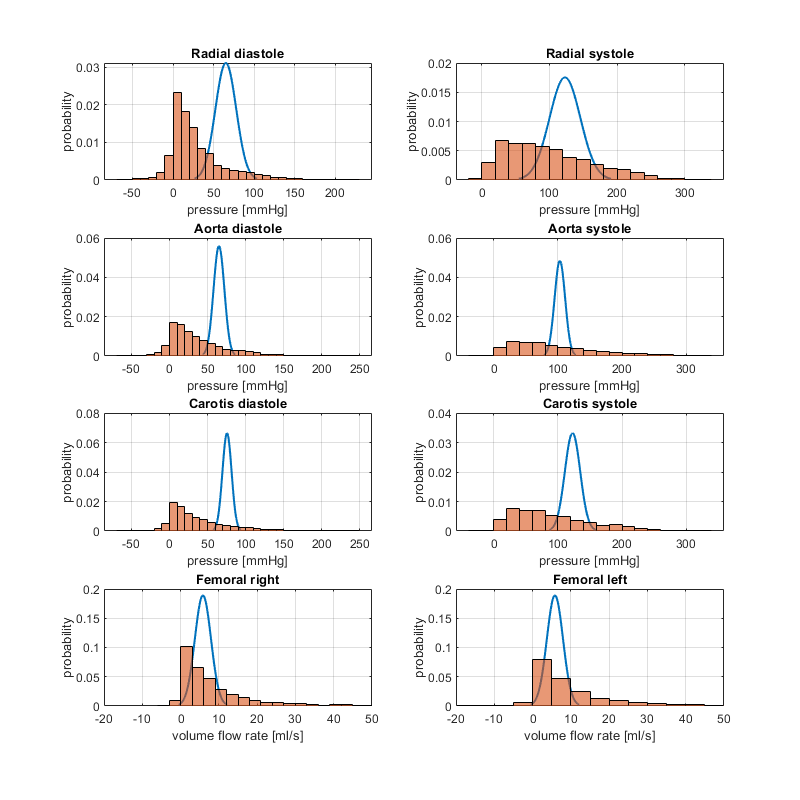 Radial diastole
probability
0.03
0.02
0.01
0
-50 0 50 100 150 200
pressure [mmHg]
Radial systole
probability
0.02
0.015
0.01
0.005
0
0 100 200 300
pressure [mmHg]
Aorta diastole
probability
0.06
0.04
0.02
0
-50 0 50 100 150 200 250
pressure [mmHg]
Aorta systole
probability
0.06
0.04
0.02
0
0 100 200 300
pressure [mmHg]
Carotis diastole
probability
0.08
0.06
0.04
0.02
0
-50 0 50 100 150 200 250
pressure [mmHg]
Carotis systole
probability
0.04
0.03
0.02
0.01
0
0 100 200 300
pressure [mmHg]
Femoral right
probability
0.2
0.15
0.1
0.05
0
-20 -10 0 10 20 30 40 50
volume flow rate [ml/s]
Femoral left
probability
0.2
0.15
0.1
0.05
0
-20 -10 0 10 20 30 40 50
volume flow rate [ml/s]